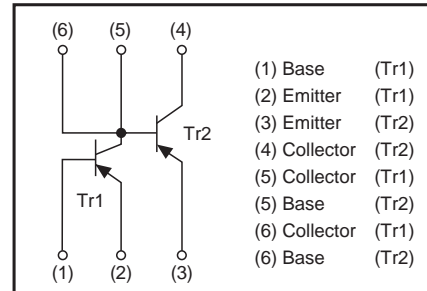 (6) (5) (4)
Tr2
Tr1
(1) (2) (3)
(1) Base (Tr1)
(2) Emitter (Tr1)
(3) Emitter (Tr2)
(4) Collector (Tr2)
(5) Collector (Tr1)
(5) Base (Tr2)
(6) Collector (Tr1)
(6) Base (Tr2)